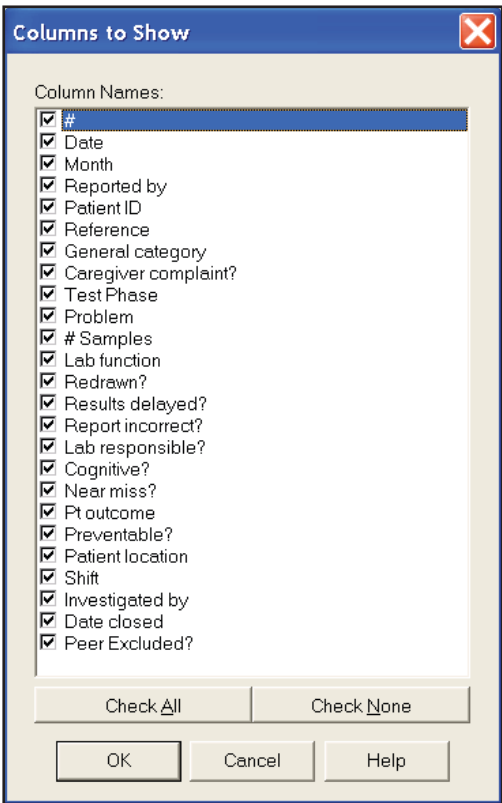 Columns to Show
Column Names:
#
Date
Month
Reported by
Patient ID
Reference
General category
Caregiver complaint?
Test Phase
Problem
# Samples
Lab function
Redrawn?
Results delayed?
Report incorrect?
Lab responsible?
Cognitive?
Near miss?
Pt outcome
Preventable?
Patient location
Shift
Investigated by
Date closed
Peer Excluded?
Check All Check None
OK Cancel Help